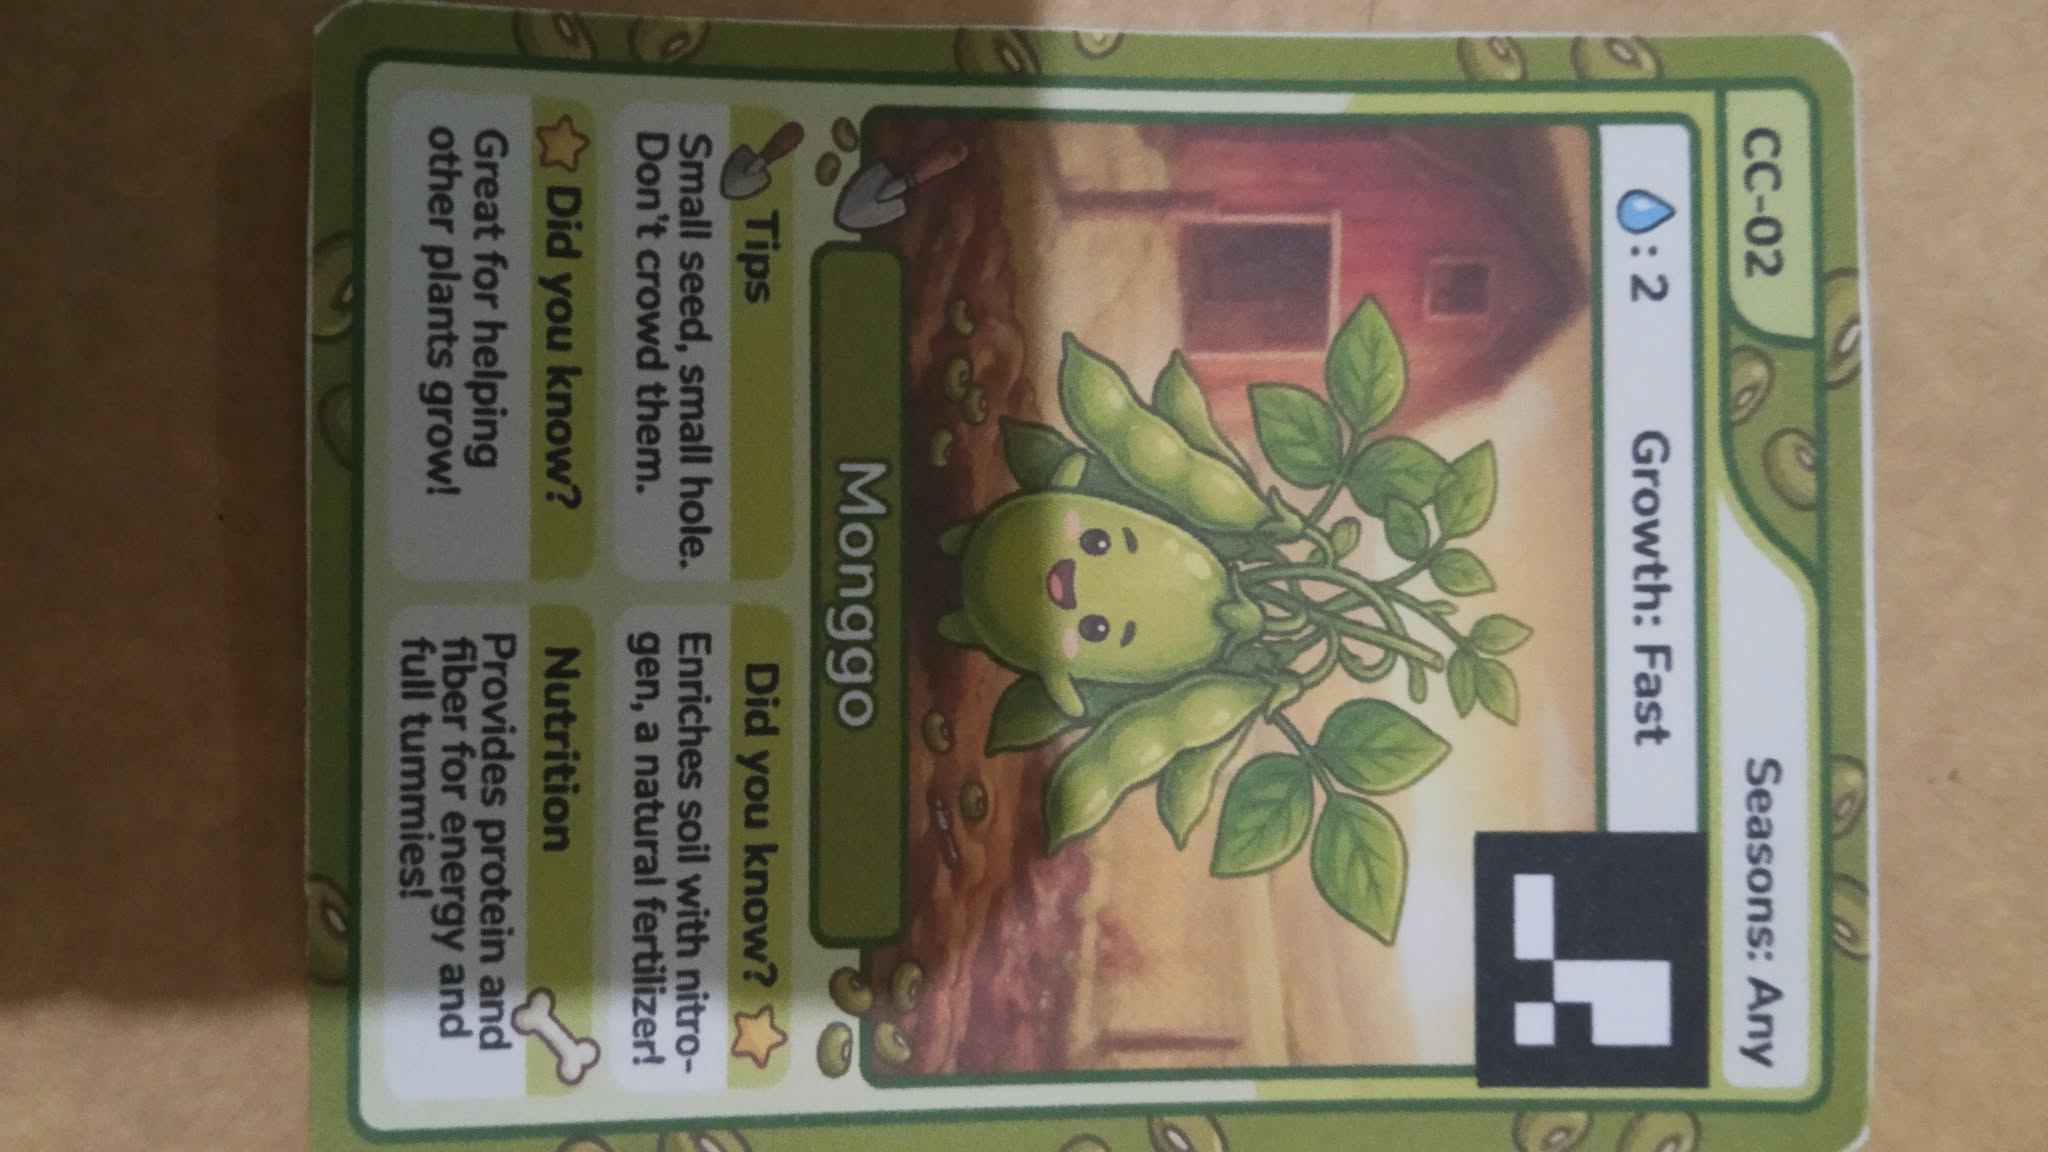 CC-02
Seasons: Any
: 2
Growth: Fast
Monggo
Tips
Small seed, small hole.
Don't crowd them.
Did you know?
Enriches soil with nitro-
gen, a natural fertilizer!
Did you know?
Great for helping
other plants grow!
Nutrition
Provides protein and
fiber for energy and
full tummies!